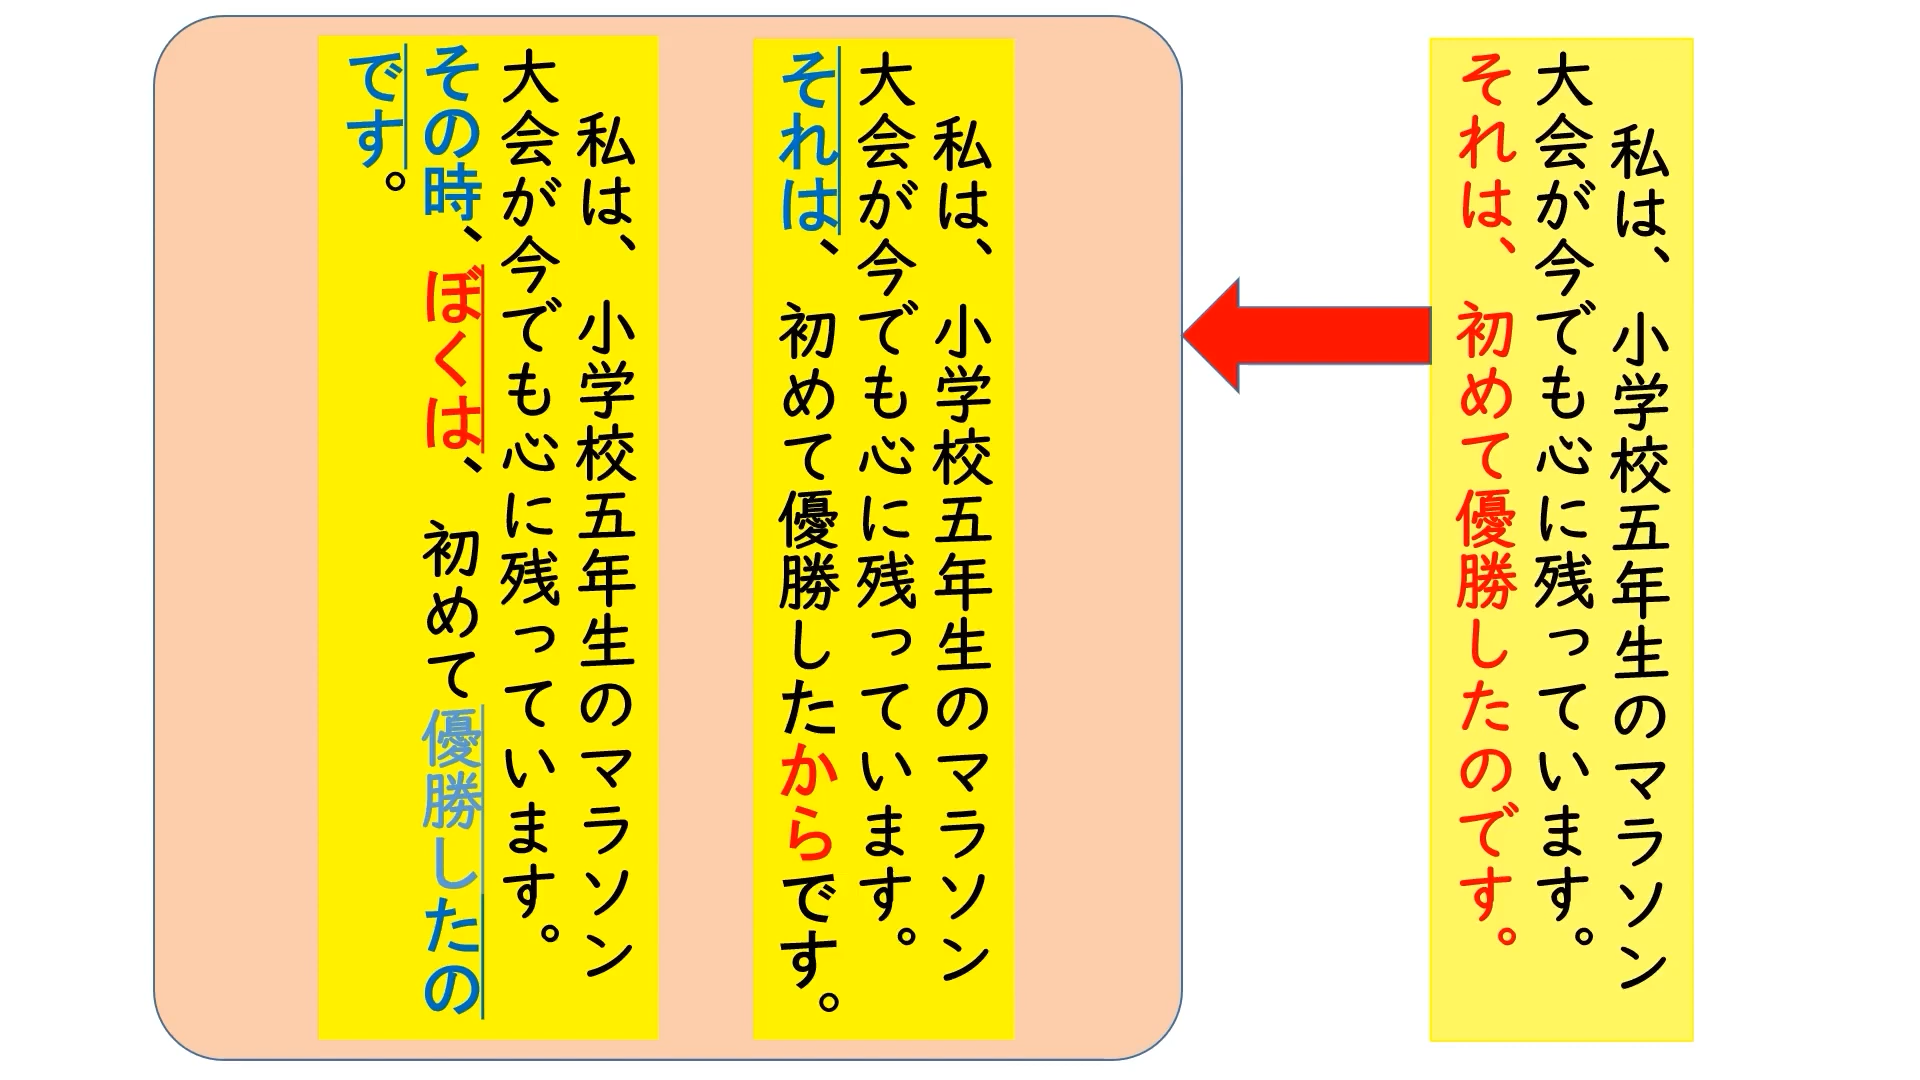 私は、小学校五年生のマラソン
大会が今でも心に残っています。
それは、初めて優勝したのです。
私は、小学校五年生のマラソン
大会が今でも心に残っています。
それは、初めて優勝したからです。
私は、小学校五年生のマラソン
大会が今でも心に残っています。
その時、ぼくは、初めて優勝したの
です。